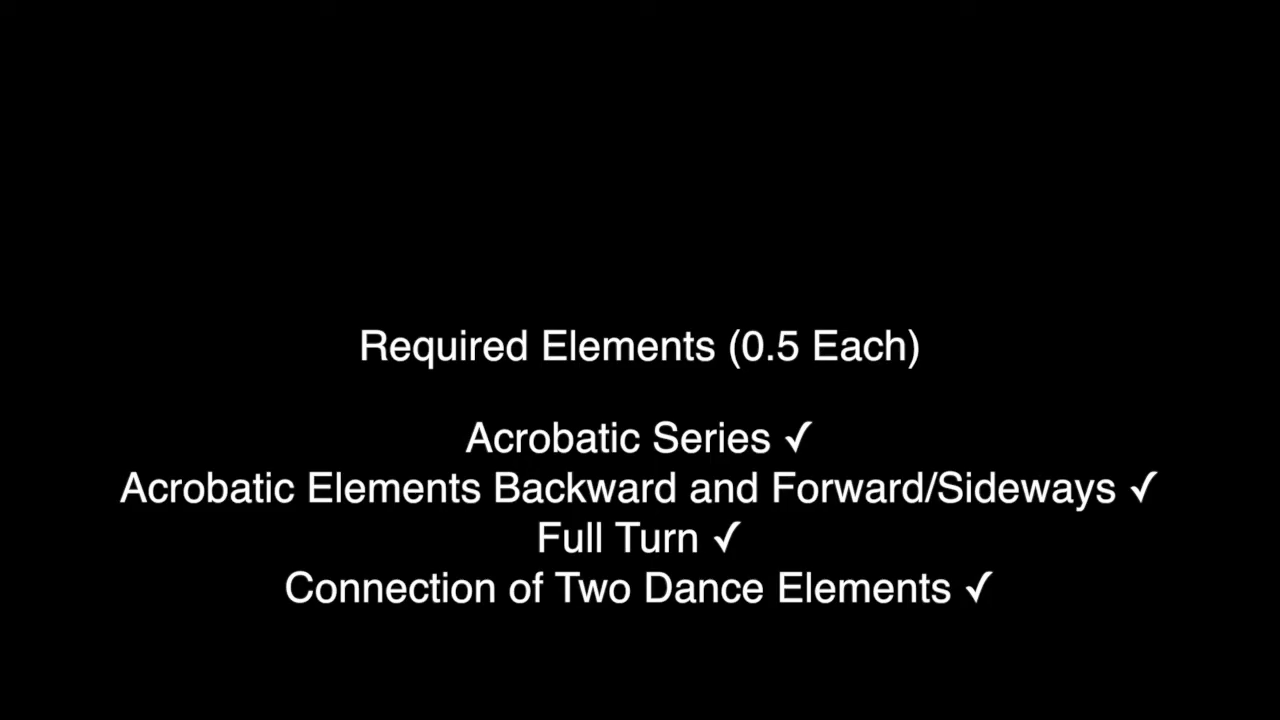 Required Elements (0.5 Each)
Acrobatic Series ✓
Acrobatic Elements Backward and Forward/Sideways ✓
Full Turn ✓
Connection of Two Dance Elements ✓